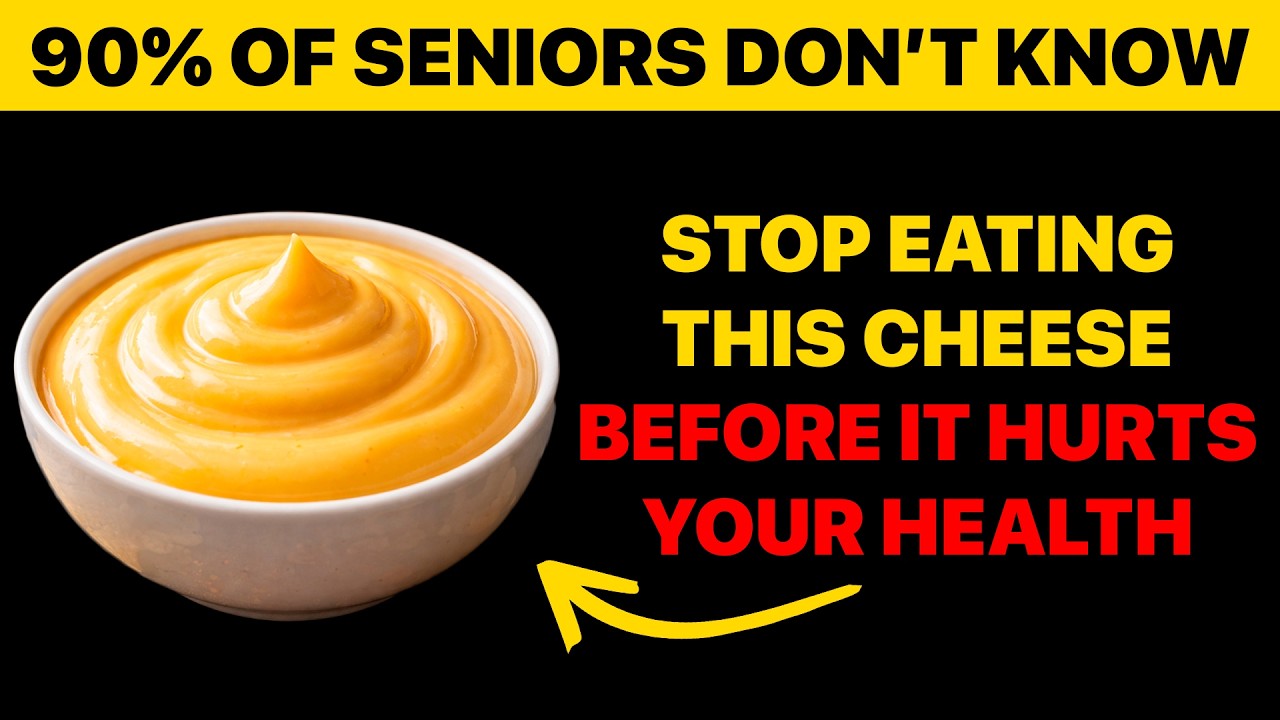 90% OF SENIORS DON’T KNOW
STOP EATING
THIS CHEESE
BEFORE IT HURTS
YOUR HEALTH